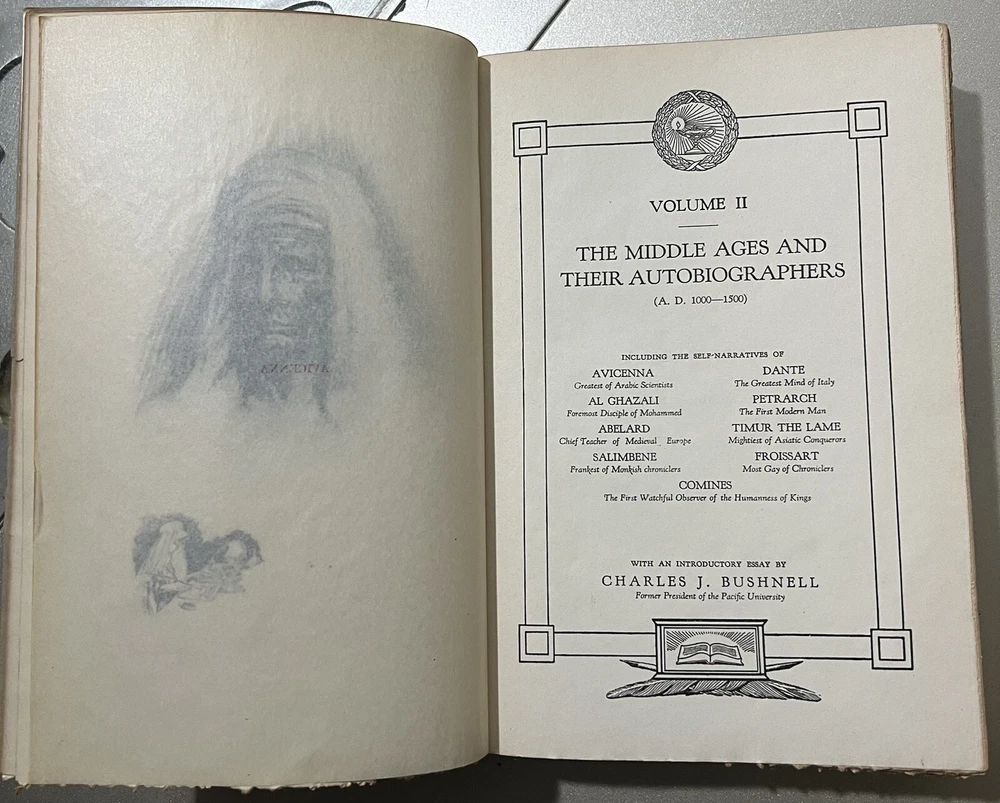 AVICENNA
VOLUME II
THE MIDDLE AGES AND
THEIR AUTOBIOGRAPHERS
(A. D. 1000—1500)
INCLUDING THE SELF-NARRATIVES OF
AVICENNA
Greatest of Arabic Scientists
AL GHAZALI
Foremost Disciple of Mohammed
ABELARD
Chief Teacher of Medieval Europe
SALIMBENE
Frankest of Monkish chroniclers
DANTE
The Greatest Mind of Italy
PETRARCH
The First Modern Man
TIMUR THE LAME
Mightiest of Asiatic Conquerors
FROISSART
Most Gay of Chroniclers
COMINES
The First Watchful Observer of the Humanness of Kings
WITH AN INTRODUCTORY ESSAY BY
CHARLES J. BUSHNELL
Former President of the Pacific University